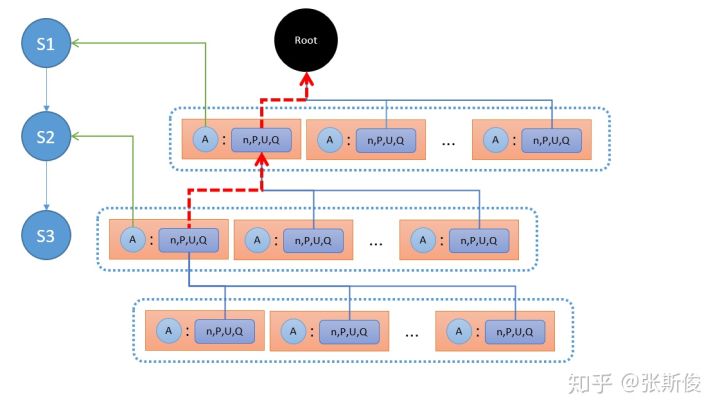 S1
Root
A : n,P,U,Q A : n,P,U,Q ... A : n,P,U,Q
S2
A : n,P,U,Q A : n,P,U,Q ... A : n,P,U,Q
S3
A : n,P,U,Q A : n,P,U,Q ... A : n,P,U,Q
知乎 @张斯俊